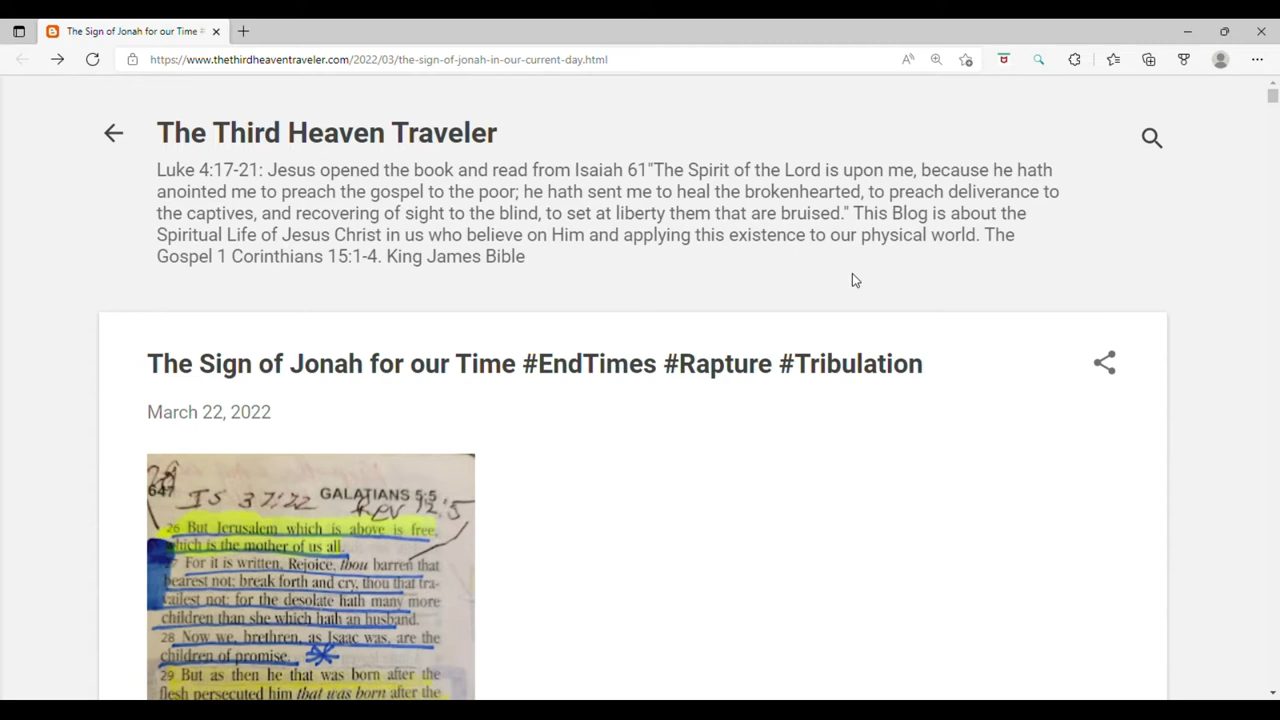 The Sign of Jonah for our Time #
https://www.thethirdheaventraveler.com/2022/03/the-sign-of-jonah-in-our-current-day.html
The Third Heaven Traveler
Luke 4:17-21: Jesus opened the book and read from Isaiah 61"The Spirit of the Lord is upon me, because he hath
anointed me to preach the gospel to the poor; he hath sent me to heal the brokenhearted, to preach deliverance to
the captives, and recovering of sight to the blind, to set at liberty them that are bruised." This Blog is about the
Spiritual Life of Jesus Christ in us who believe on Him and applying this existence to our physical world. The
Gospel 1 Corinthians 15:1-4. King James Bible
The Sign of Jonah for our Time #EndTimes #Rapture #Tribulation
March 22, 2022
647 IS 37:22 GALATIANS 5:5
Rev 12:5
26 But Jerusalem which is above is free,
which is the mother of us all.
27 For it is written, Rejoice, thou barren that
bearest not; break forth and cry, thou that tra-
vailest not: for the desolate hath many more
children than she which hath an husband.
28 Now we, brethren, as Isaac was, are the
children of promise.
29 But as then he that was born after the
flesh persecuted him that was born after the